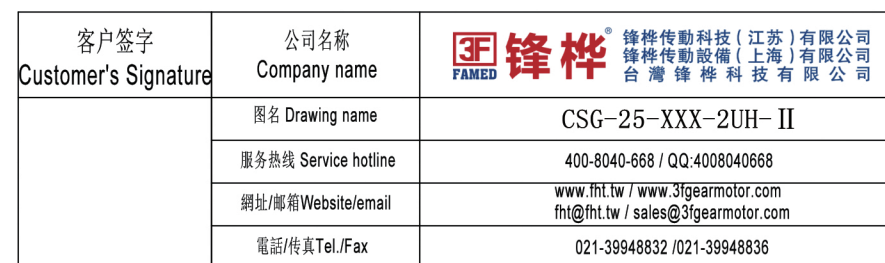 客户签字
Customer's Signature
公司名称
Company name
3F
FAMED
锋桦®
锋桦传動科技(江苏)有限公司
锋桦传動設備(上海)有限公司
台灣锋桦科技有限公司
图名 Drawing name
CSG-25-XXX-2UH-Ⅱ
服务热线 Service hotline
400-8040-668 / QQ:4008040668
網址/邮箱Website/email
www.fht.tw / www.3fgearmotor.com
fht@fht.tw / sales@3fgearmotor.com
電話/传真Tel./Fax
021-39948832 /021-39948836